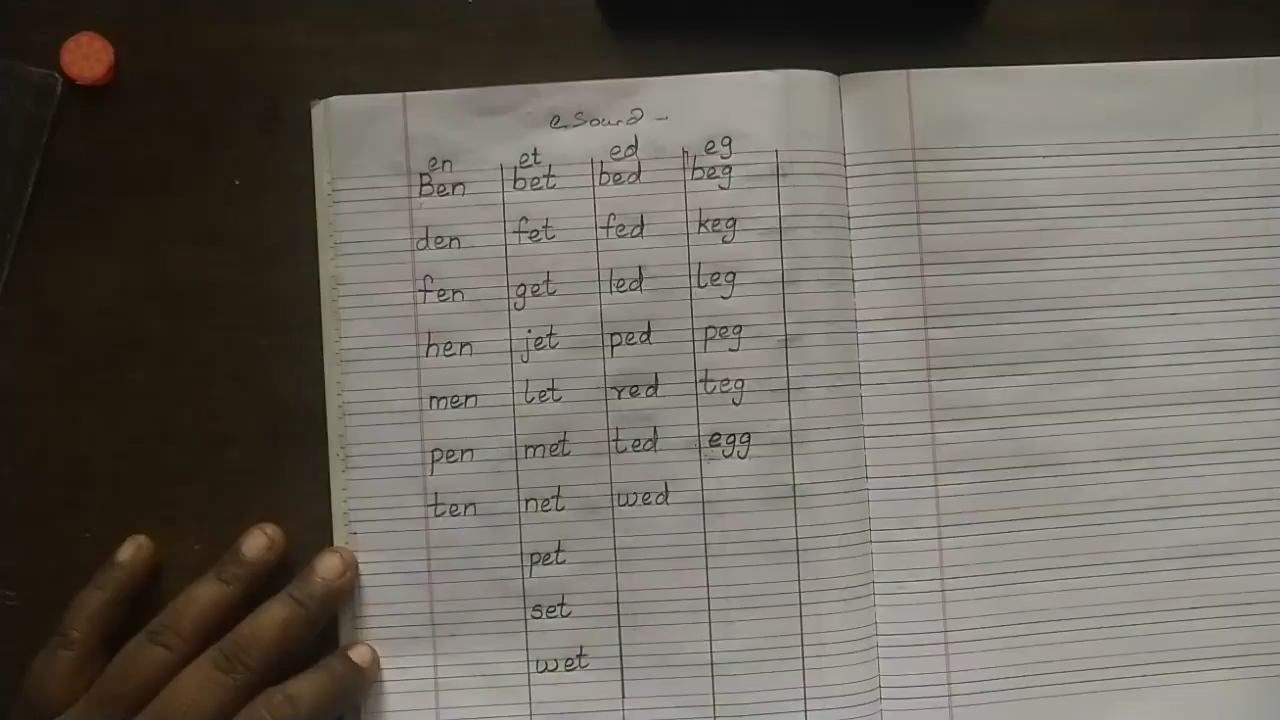 e Sound -
en et ed eg
Ben bet bed beg
den fet fed keg
fen get led leg
hen jet ped peg
men let red teg
pen met ted egg
ten net wed
pet
set
wet